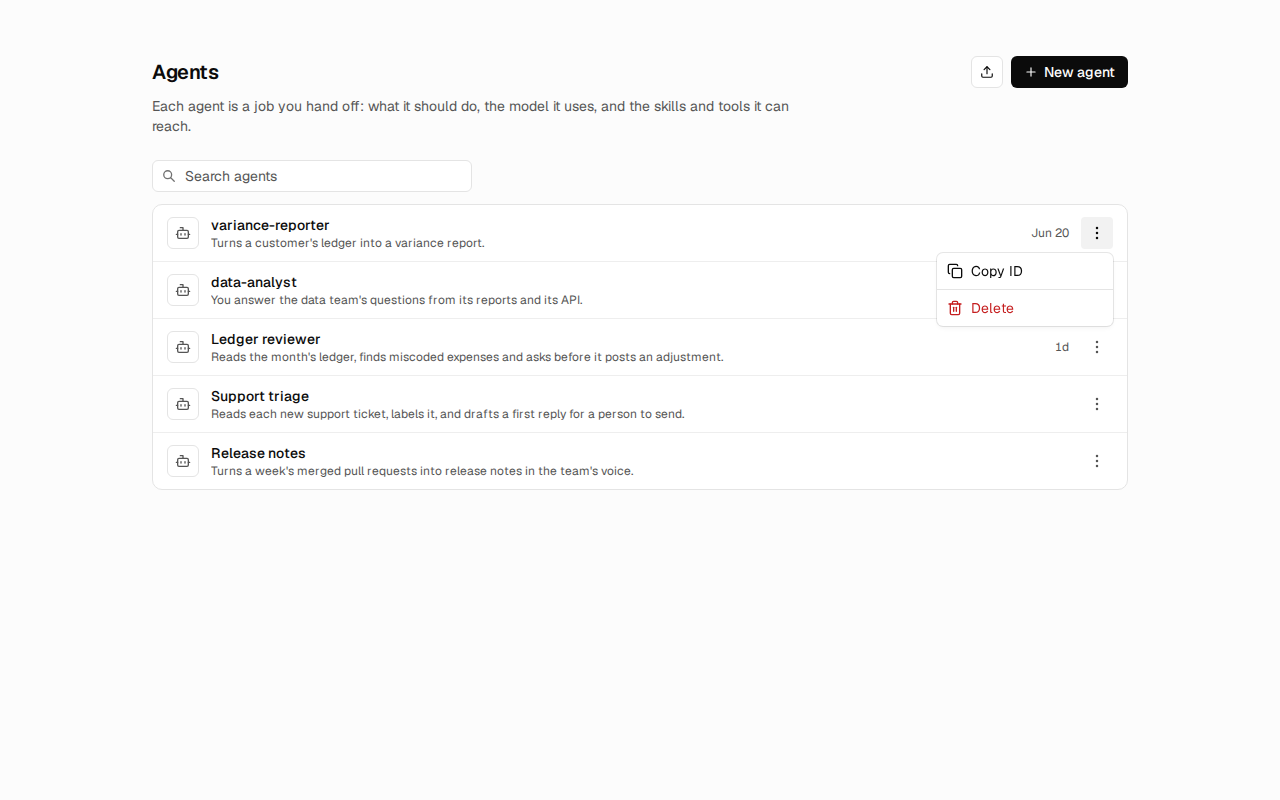 Agents
New agent
Each agent is a job you hand off: what it should do, the model it uses, and the skills and tools it can
reach.
Search agents
variance-reporter
Turns a customer's ledger into a variance report.
Jun 20
Copy ID
Delete
data-analyst
You answer the data team's questions from its reports and its API.
Ledger reviewer
Reads the month's ledger, finds miscoded expenses and asks before it posts an adjustment.
1d
Support triage
Reads each new support ticket, labels it, and drafts a first reply for a person to send.
Release notes
Turns a week's merged pull requests into release notes in the team's voice.